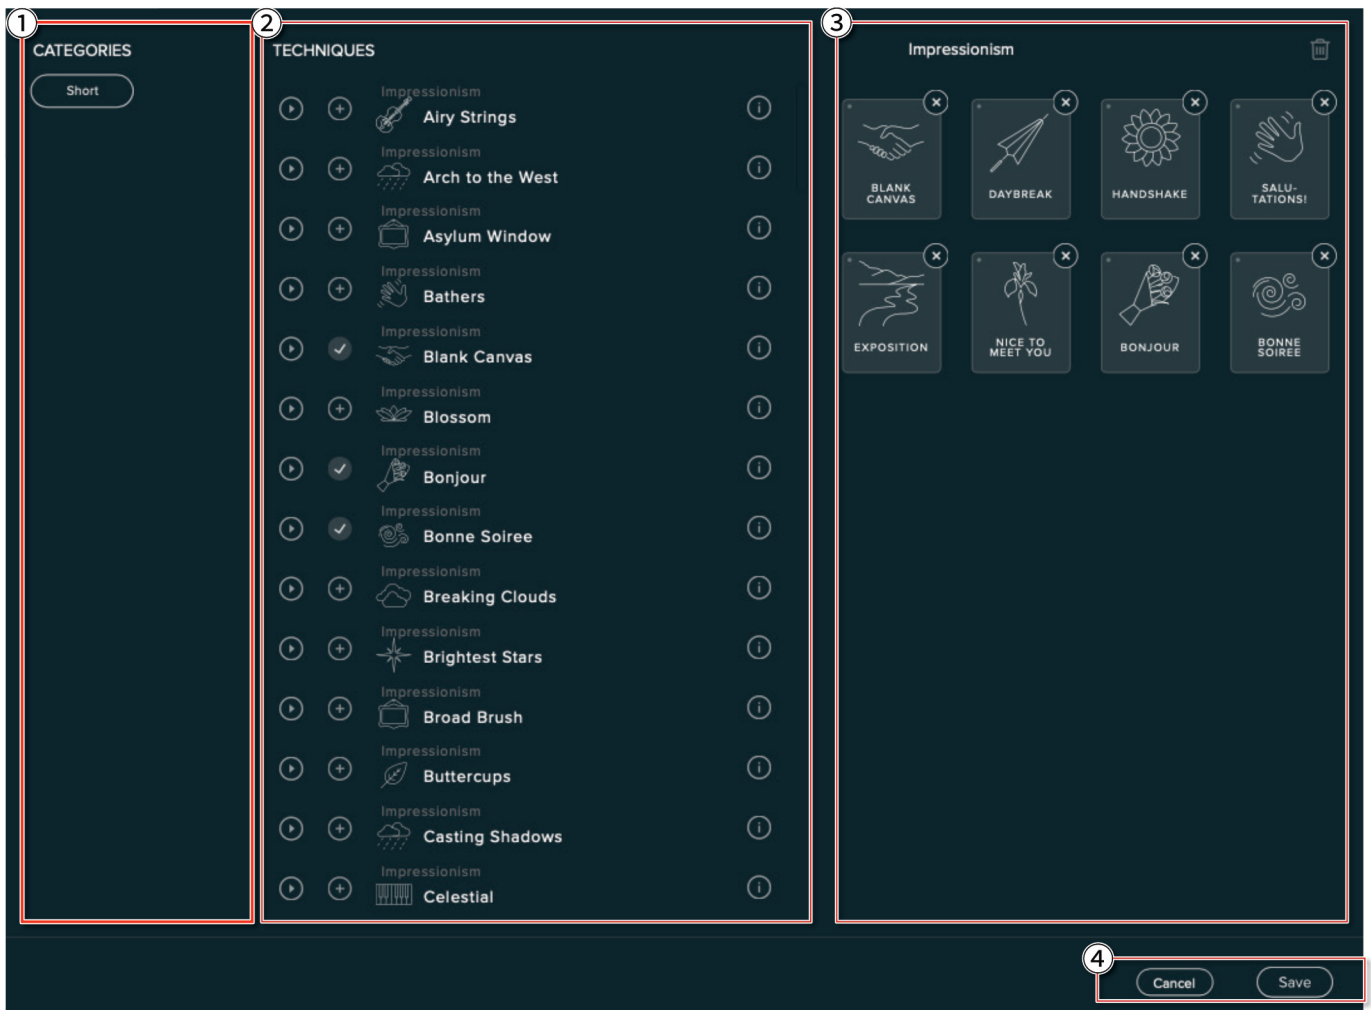 1
CATEGORIES
Short
2
TECHNIQUES
Impressionism
Airy Strings
Impressionism
Arch to the West
Impressionism
Asylum Window
Impressionism
Bathers
Impressionism
Blank Canvas
Impressionism
Blossom
Impressionism
Bonjour
Impressionism
Bonne Soiree
Impressionism
Breaking Clouds
Impressionism
Brightest Stars
Impressionism
Broad Brush
Impressionism
Buttercups
Impressionism
Casting Shadows
Impressionism
Celestial
3
Impressionism
BLANK
CANVAS
DAYBREAK
HANDSHAKE
SALU-
TATIONS!
EXPOSITION
NICE TO
MEET YOU
BONJOUR
BONNE
SOIREE
4
Cancel
Save